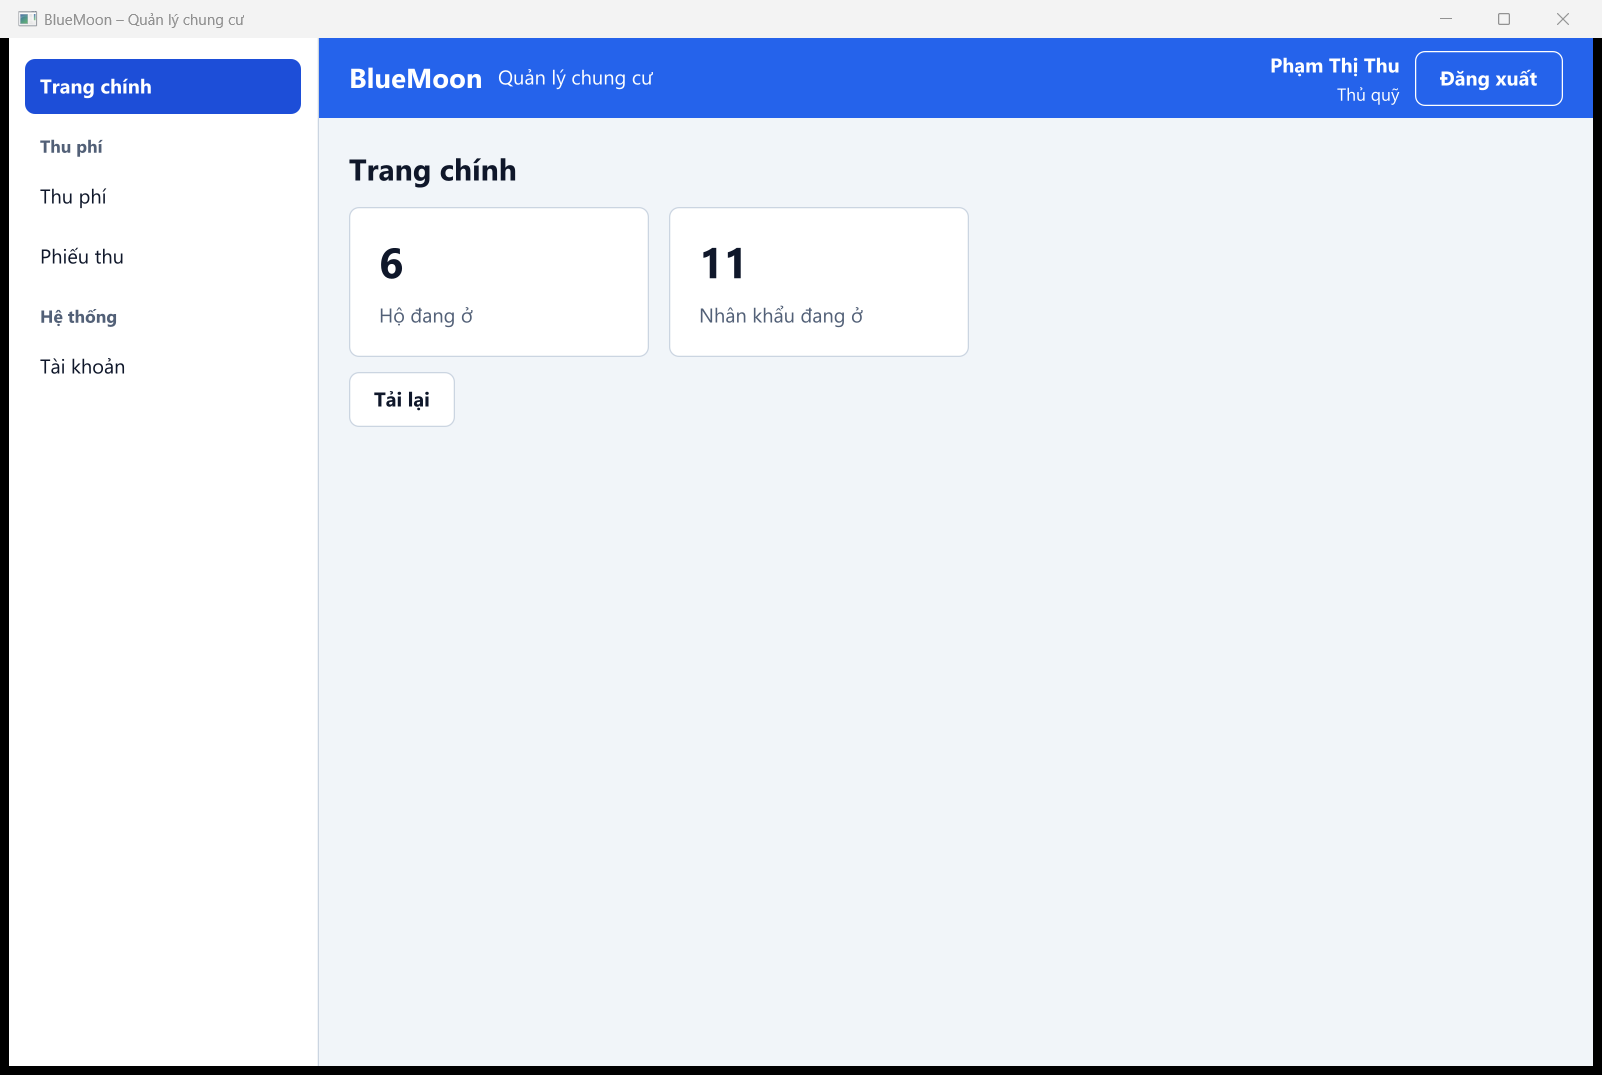 BlueMoon – Quản lý chung cư
Trang chính
Thu phí
Thu phí
Phiếu thu
Hệ thống
Tài khoản
BlueMoon Quản lý chung cư
Phạm Thị Thu
Thủ quỹ
Đăng xuất
Trang chính
6
Hộ đang ở
11
Nhân khẩu đang ở
Tải lại